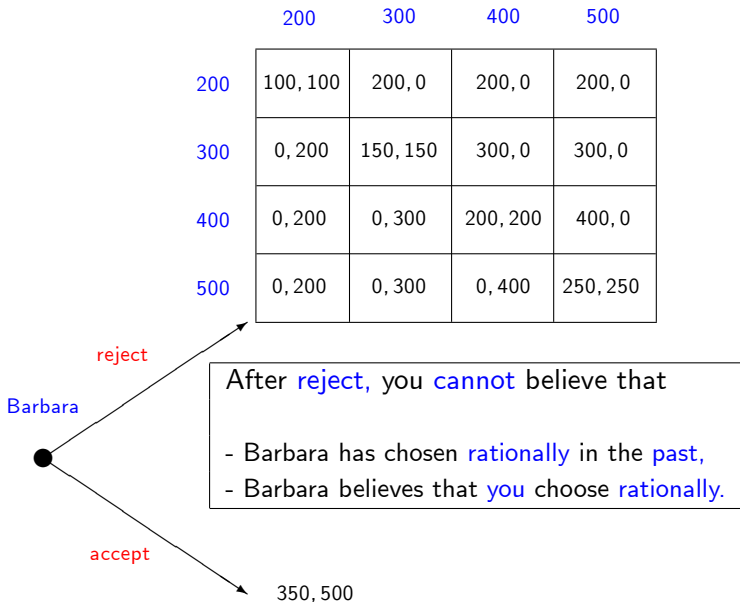 200 300 400 500
200 100, 100 200, 0 200, 0 200, 0
300 0, 200 150, 150 300, 0 300, 0
400 0, 200 0, 300 200, 200 400, 0
500 0, 200 0, 300 0, 400 250, 250
reject
Barbara
After reject, you cannot believe that
- Barbara has chosen rationally in the past,
- Barbara believes that you choose rationally.
accept
350, 500